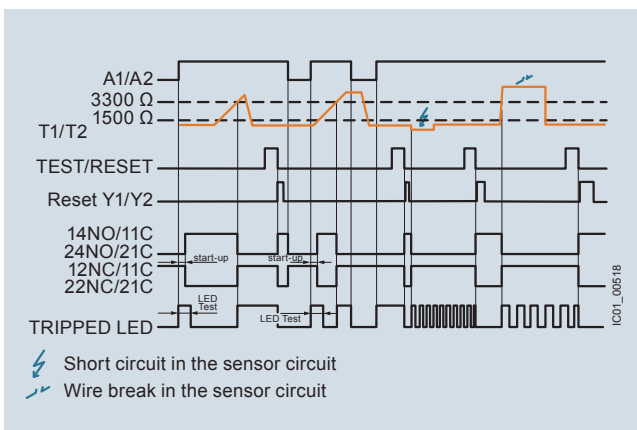 A1/A2
3300 Ω
1500 Ω
T1/T2
TEST/RESET
Reset Y1/Y2
14NO/11C
24NO/21C
12NC/11C
22NC/21C
start-up
start-up
LED
Test
LED Test
TRIPPED LED
IC01_00518
Short circuit in the sensor circuit
Wire break in the sensor circuit